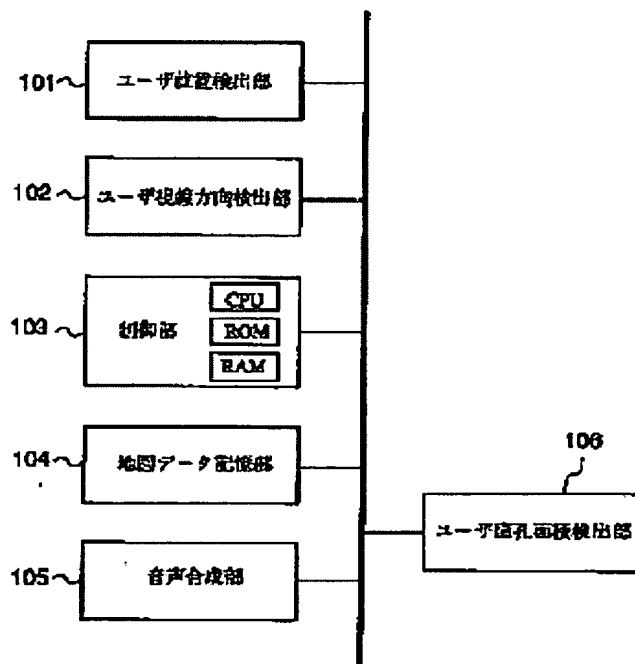 101
ユーザ位置検出部
102
ユーザ視線方向検出部
103
制御部
CPU
ROM
RAM
104
地図データ記憶部
105
音声合成部
106
ユーザ瞳孔面積検出部